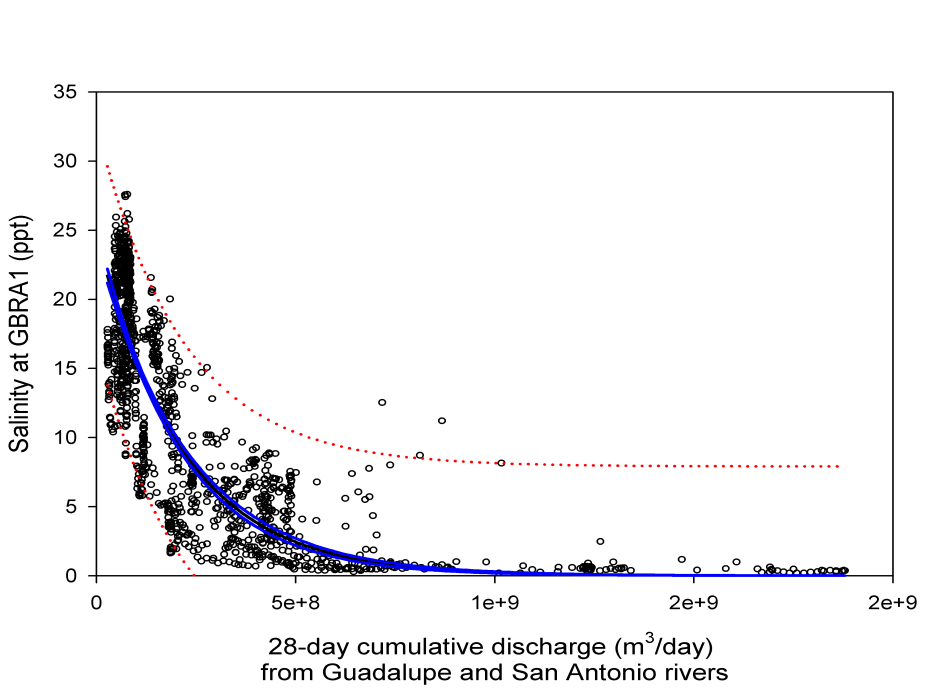 35
30
25
20
15
10
5
0
Salinity at GBRA1 (ppt)
0 5e+8 1e+9 2e+9 2e+9
28-day cumulative discharge (m³/day)
from Guadalupe and San Antonio rivers